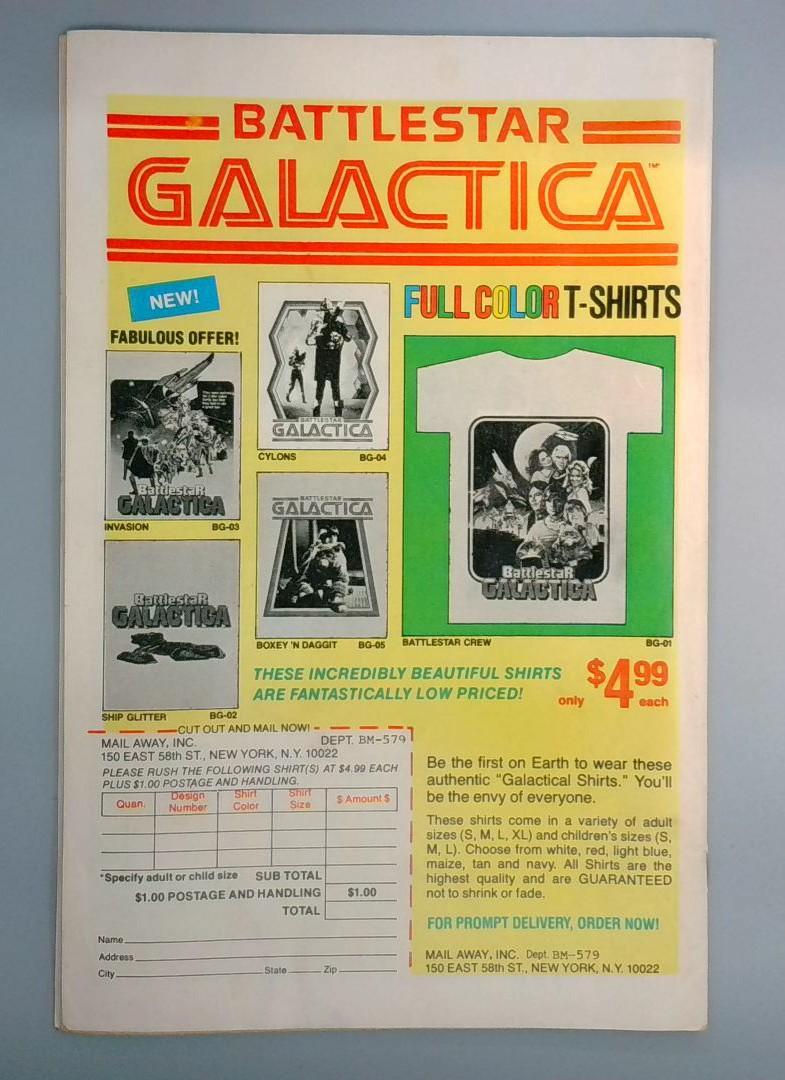 BATTLESTAR
GALACTICA™
NEW!
FABULOUS OFFER!
FULL COLOR T-SHIRTS
BattlestaR
GALACTICA
INVASION BG-03
BATTLESTAR
GALACTICA
CYLONS BG-04
BATTLESTAR
GALACTICA
BOXEY 'N DAGGIT BG-05
BattlestaR
GALACTICA
SHIP GLITTER BG-02
BattlestaR
GALACTICA
BATTLESTAR CREW BG-01
THESE INCREDIBLY BEAUTIFUL SHIRTS
ARE FANTASTICALLY LOW PRICED!
only $4.99 each
CUT OUT AND MAIL NOW!
MAIL AWAY, INC. DEPT. BM-579
150 EAST 58th ST., NEW YORK, N.Y. 10022
PLEASE RUSH THE FOLLOWING SHIRT(S) AT $4.99 EACH
PLUS $1.00 POSTAGE AND HANDLING.
Quan. Design Number Shirt Color Shirt Size $ Amount $
*Specify adult or child size SUB TOTAL
$1.00 POSTAGE AND HANDLING $1.00
TOTAL
Name
Address
City State Zip
Be the first on Earth to wear these
authentic "Galactical Shirts." You'll
be the envy of everyone.
These shirts come in a variety of adult
sizes (S, M, L, XL) and children's sizes (S,
M, L). Choose from white, red, light blue,
maize, tan and navy. All Shirts are the
highest quality and are GUARANTEED
not to shrink or fade.
FOR PROMPT DELIVERY, ORDER NOW!
MAIL AWAY, INC. Dept. BM-579
150 EAST 58th ST., NEW YORK, N.Y. 10022